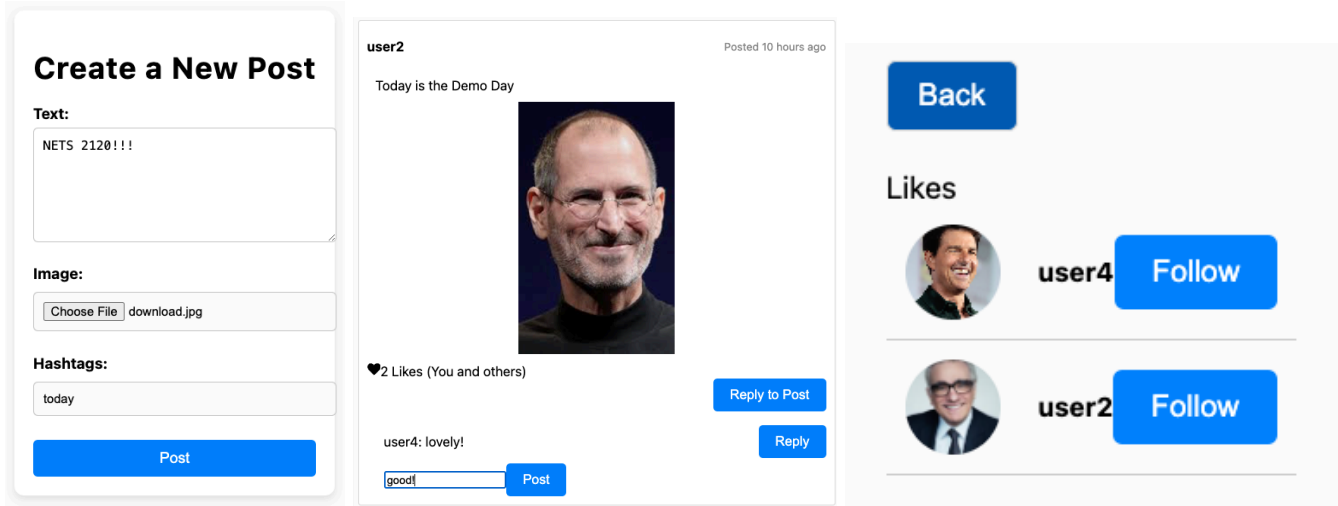 Create a New Post
Text:
NETS 2120!!!
Image:
Choose File download.jpg
Hashtags:
today
Post
user2 Posted 10 hours ago
Today is the Demo Day
2 Likes (You and others)
Reply to Post
user4: lovely! Reply
good! Post
Back
Likes
user4 Follow
user2 Follow